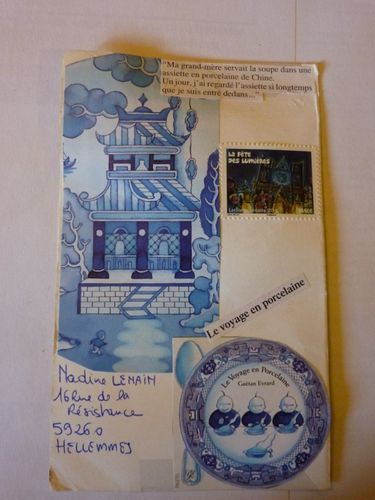 "Ma grand-mère servait la soupe dans une
assiette en porcelaine de Chine.
Un jour, j'ai regardé l'assiette si longtemps
que je suis entré dedans..."
LA FÊTE
DES LUMIÈRES
Le voyage en porcelaine
Le Voyage en Porcelaine
Gaëtan Evrard
Nadine LENAIN
16 Rue de la
Résistance
59260
HELLEMMES